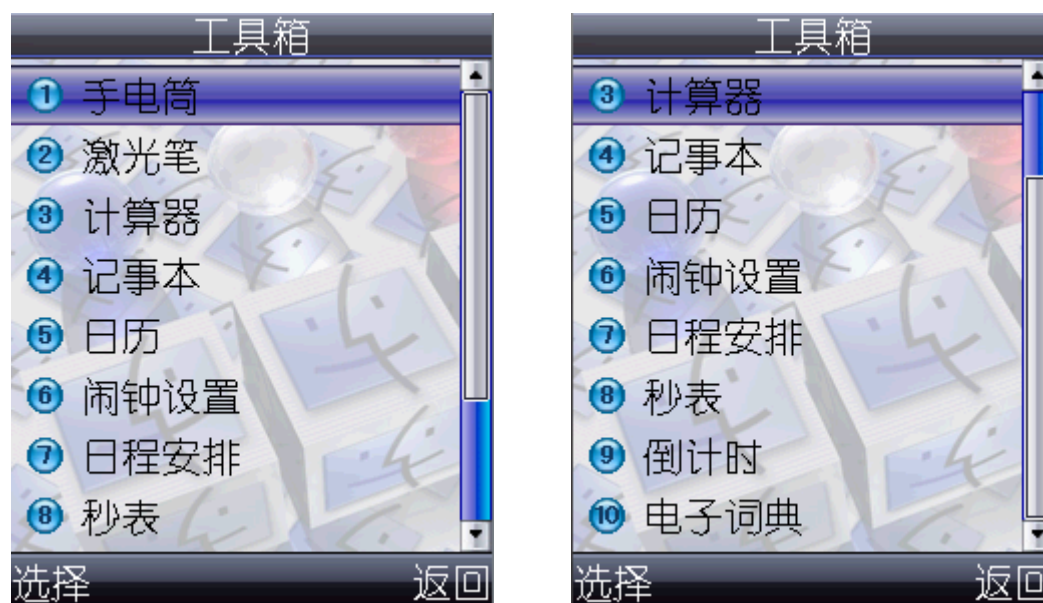 工具箱
1 手电筒
2 激光笔
3 计算器
4 记事本
5 日历
6 闹钟设置
7 日程安排
8 秒表
选择 返回
工具箱
3 计算器
4 记事本
5 日历
6 闹钟设置
7 日程安排
8 秒表
9 倒计时
10 电子词典
选择 返回